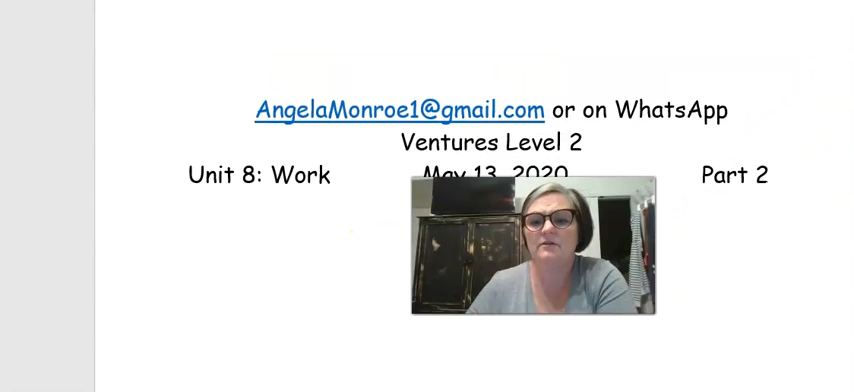 AngelaMonroe1@gmail.com or on WhatsApp
Ventures Level 2
Unit 8: Work May 13, 2020 Part 2